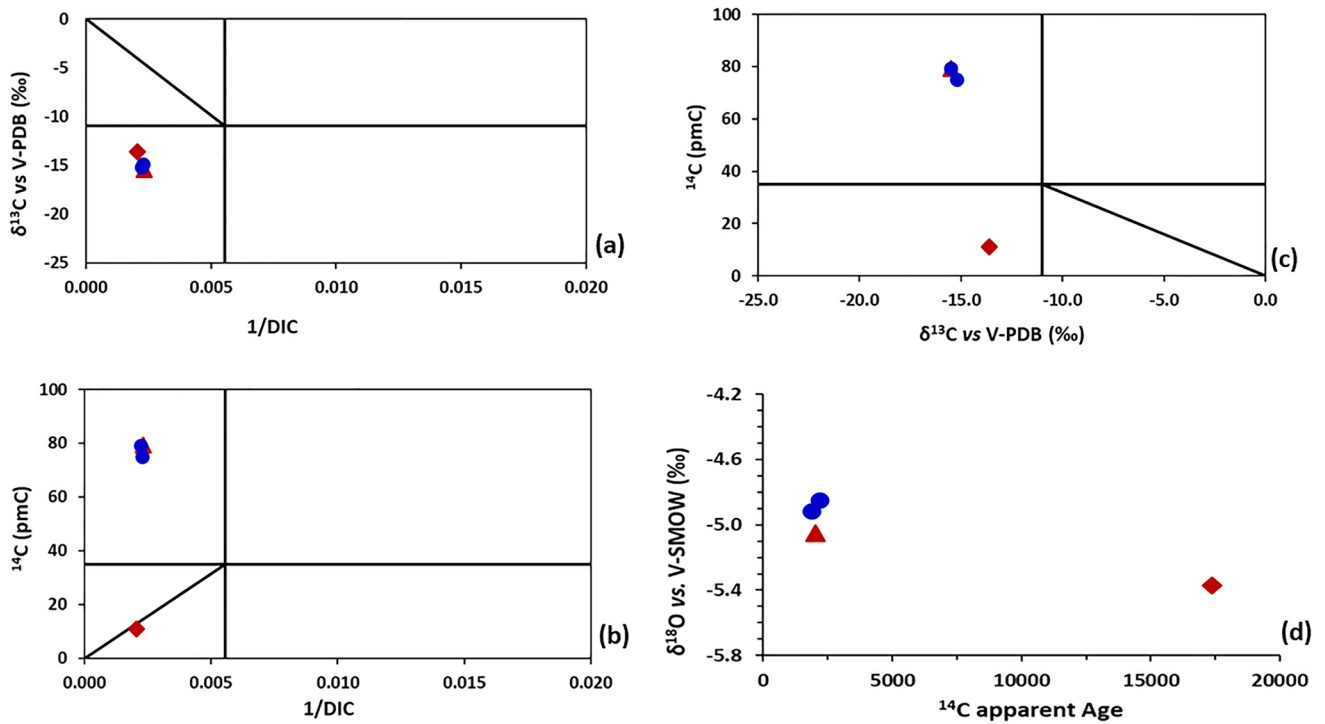 δ¹³C vs V-PDB (‰)
0
-5
-10
-15
-20
-25
0.000 0.005 0.010 0.015 0.020
1/DIC
(a)
¹⁴C (pmC)
100
80
60
40
20
0
-25.0 -20.0 -15.0 -10.0 -5.0 0.0
δ¹³C vs V-PDB (‰)
(c)
¹⁴C (pmC)
100
80
60
40
20
0
0.000 0.005 0.010 0.015 0.020
1/DIC
(b)
δ¹⁸O vs. V-SMOW (‰)
-4.2
-4.6
-5.0
-5.4
-5.8
0 5000 10000 15000 20000
¹⁴C apparent Age
(d)